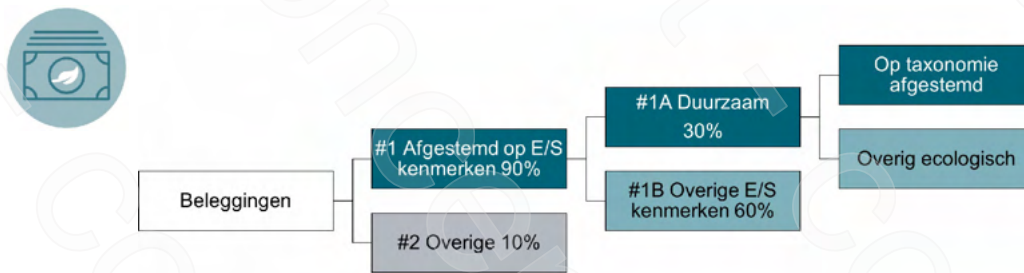 Op taxonomie
afgestemd
#1A Duurzaam
30%
#1 Afgestemd op E/S
kenmerken 90%
Overig ecologisch
Beleggingen
#1B Overige E/S
kenmerken 60%
#2 Overige 10%